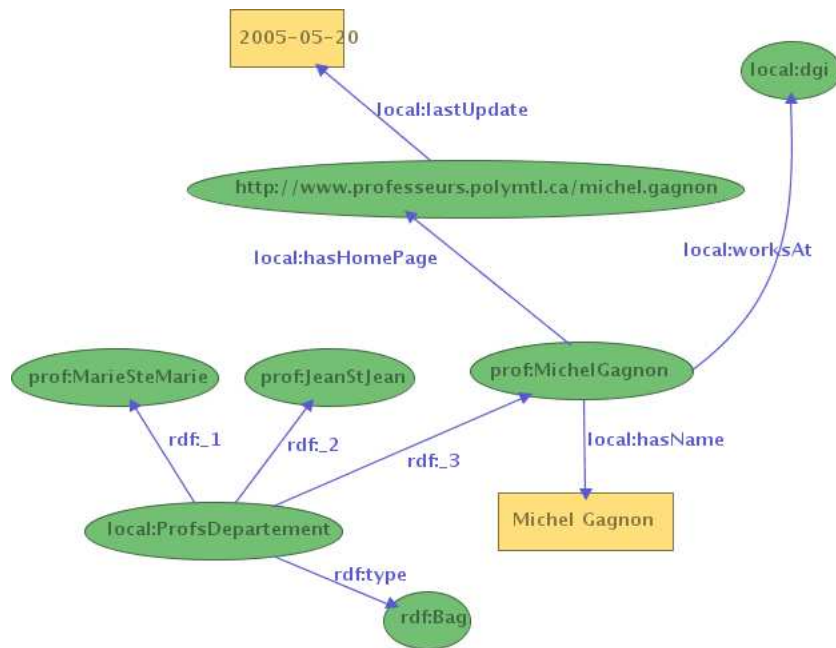 2005-05-20
local:dgi
local:lastUpdate
http://www.professeurs.polymtl.ca/michel.gagnon
local:hasHomePage
local:worksAt
prof:MarieSteMarie
prof:JeanStJean
prof:MichelGagnon
rdf:_1
rdf:_2
rdf:_3
local:hasName
local:ProfsDepartement
Michel Gagnon
rdf:type
rdf:Bag